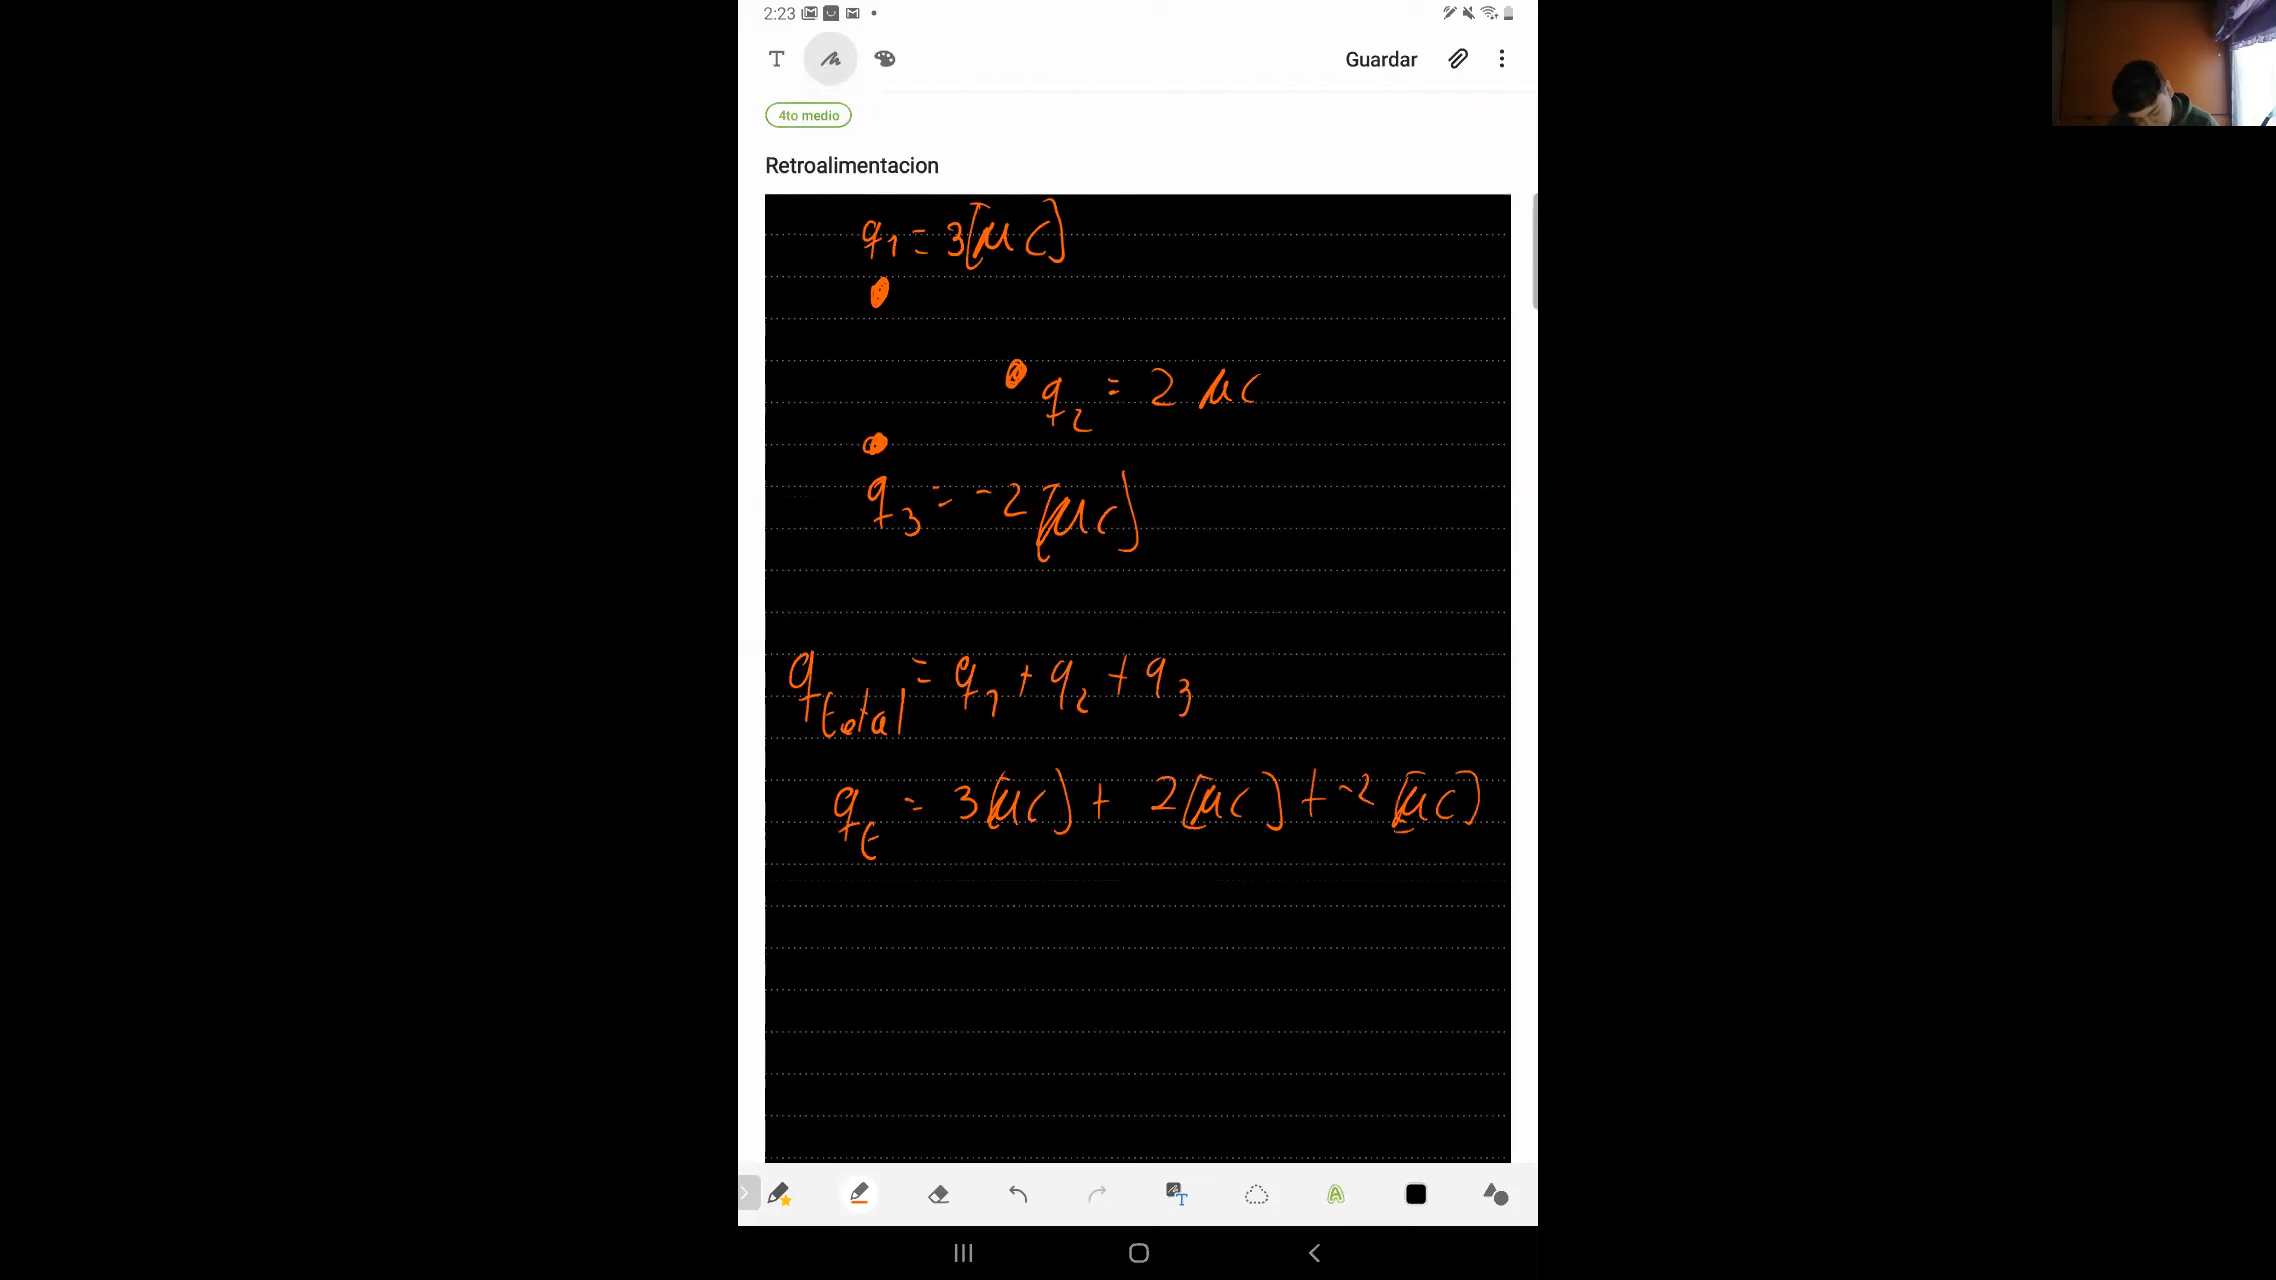 2:23
T
Guardar
4to medio
Retroalimentacion
q1 = 3[μC]
q2 = 2 μC
q3 = -2[μC]
qtotal = q1 + q2 + q3
qt = 3[μC] + 2[μC] + -2[μC]